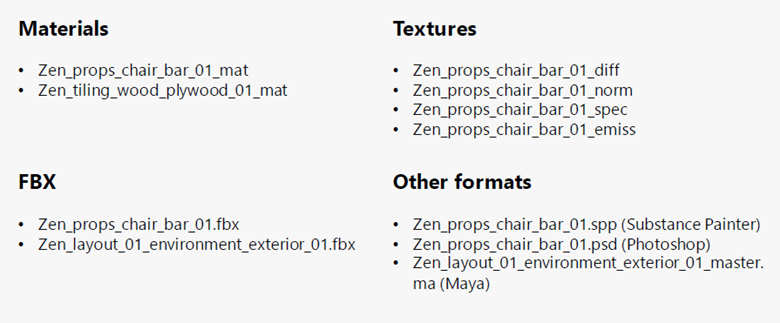 Materials
• Zen_props_chair_bar_01_mat
• Zen_tiling_wood_plywood_01_mat
Textures
• Zen_props_chair_bar_01_diff
• Zen_props_chair_bar_01_norm
• Zen_props_chair_bar_01_spec
• Zen_props_chair_bar_01_emiss
FBX
• Zen_props_chair_bar_01.fbx
• Zen_layout_01_environment_exterior_01.fbx
Other formats
• Zen_props_chair_bar_01.spp (Substance Painter)
• Zen_props_chair_bar_01.psd (Photoshop)
• Zen_layout_01_environment_exterior_01_master.
ma (Maya)